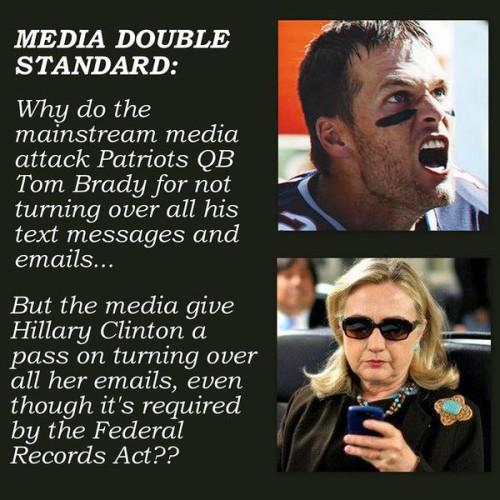 MEDIA DOUBLE
STANDARD:
Why do the
mainstream media
attack Patriots QB
Tom Brady for not
turning over all his
text messages and
emails...
But the media give
Hillary Clinton a
pass on turning over
all her emails, even
though it's required
by the Federal
Records Act??